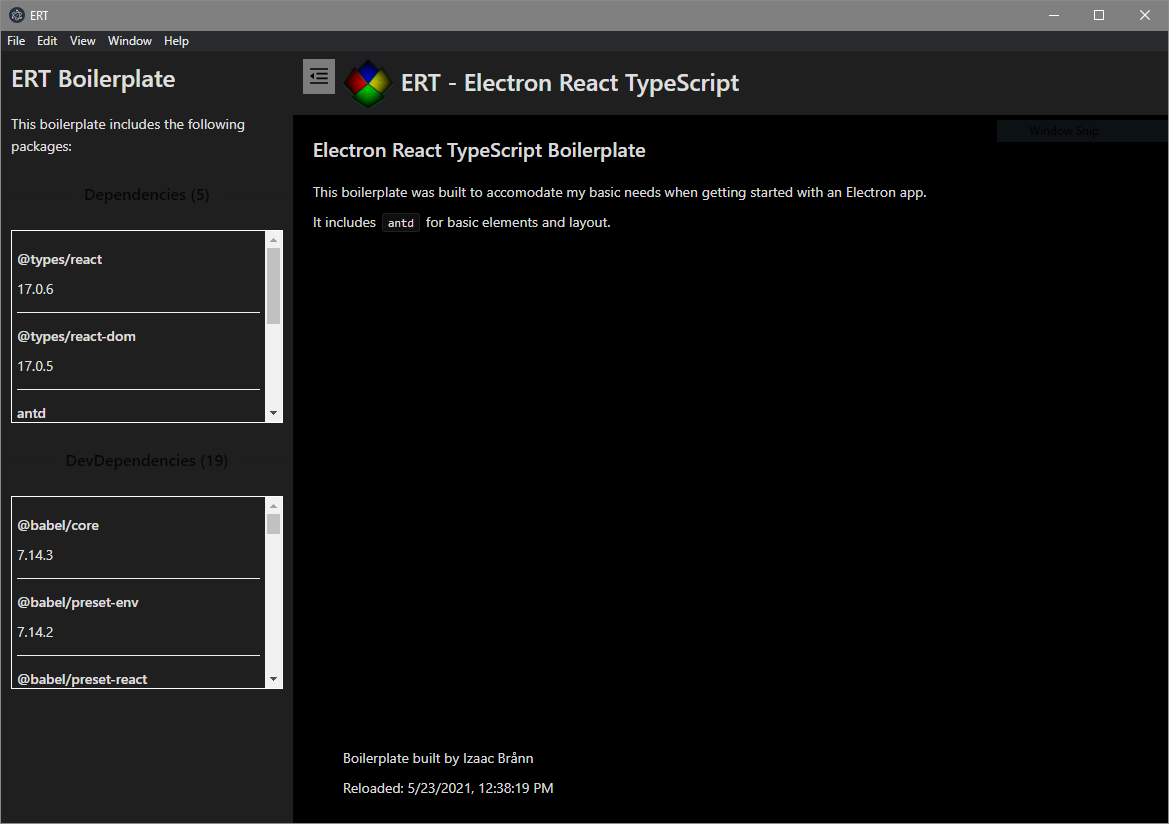 ERT
File Edit View Window Help
ERT Boilerplate
This boilerplate includes the following
packages:
Dependencies (5)
@types/react
17.0.6
@types/react-dom
17.0.5
antd
DevDependencies (19)
@babel/core
7.14.3
@babel/preset-env
7.14.2
@babel/preset-react
ERT - Electron React TypeScript
Window Snip
Electron React TypeScript Boilerplate
This boilerplate was built to accomodate my basic needs when getting started with an Electron app.
It includes antd for basic elements and layout.
Boilerplate built by Izaac Brånn
Reloaded: 5/23/2021, 12:38:19 PM